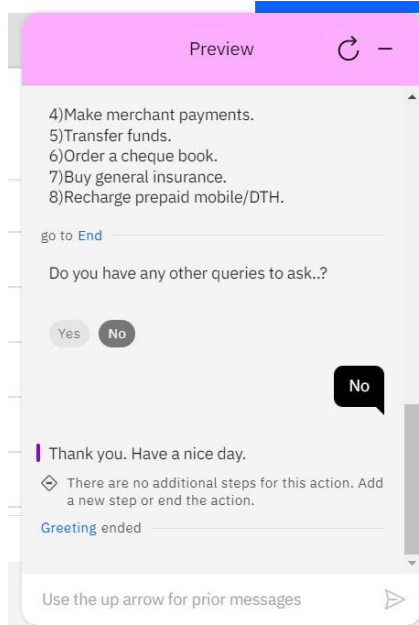 Preview
4)Make merchant payments.
5)Transfer funds.
6)Order a cheque book.
7)Buy general insurance.
8)Recharge prepaid mobile/DTH.
go to End
Do you have any other queries to ask..?
Yes No
No
Thank you. Have a nice day.
There are no additional steps for this action. Add
a new step or end the action.
Greeting ended
Use the up arrow for prior messages